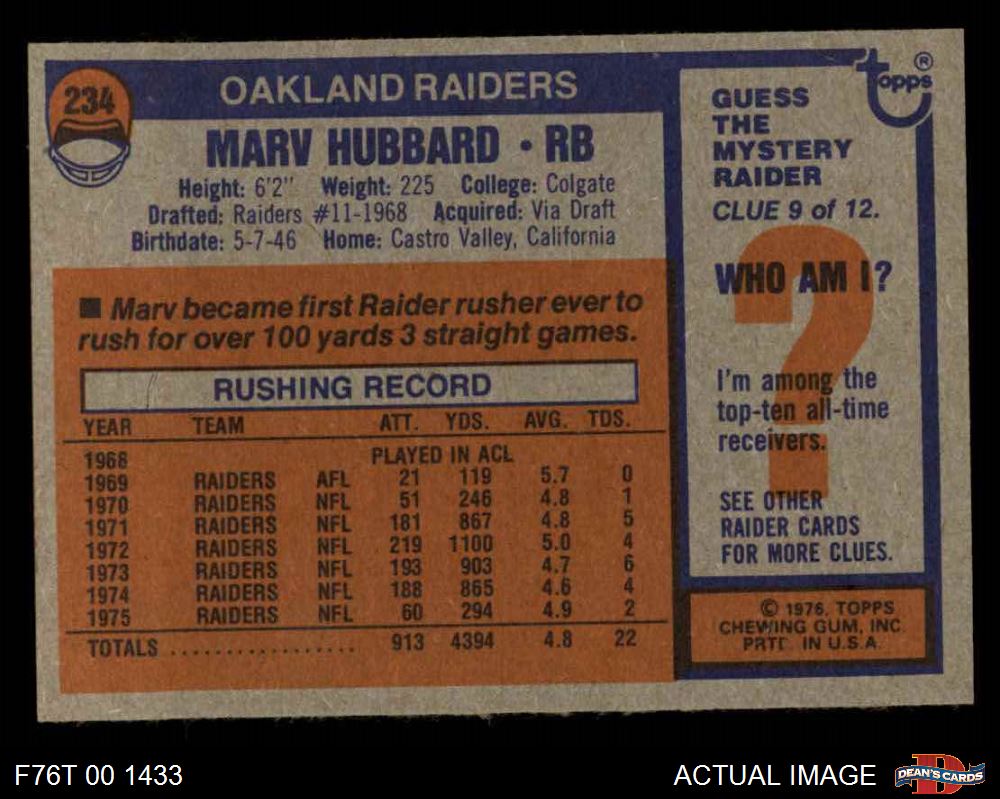 234
OAKLAND RAIDERS
MARV HUBBARD • RB
Height: 6'2" Weight: 225 College: Colgate
Drafted: Raiders #11-1968 Acquired: Via Draft
Birthdate: 5-7-46 Home: Castro Valley, California
■ Marv became first Raider rusher ever to
rush for over 100 yards 3 straight games.
RUSHING RECORD
YEAR TEAM ATT. YDS. AVG. TDS.
1968 PLAYED IN ACL
1969 RAIDERS AFL 21 119 5.7 0
1970 RAIDERS NFL 51 246 4.8 1
1971 RAIDERS NFL 181 867 4.8 5
1972 RAIDERS NFL 219 1100 5.0 4
1973 RAIDERS NFL 193 903 4.7 6
1974 RAIDERS NFL 188 865 4.6 4
1975 RAIDERS NFL 60 294 4.9 2
TOTALS .................. 913 4394 4.8 22
topps ®
GUESS
THE
MYSTERY
RAIDER
CLUE 9 of 12.
WHO AM I?
?
I'm among the
top-ten all-time
receivers.
SEE OTHER
RAIDER CARDS
FOR MORE CLUES.
© 1976, TOPPS
CHEWING GUM, INC.
PRTD. IN U.S.A.
F76T 00 1433
ACTUAL IMAGE
D
DEAN'S CARDS